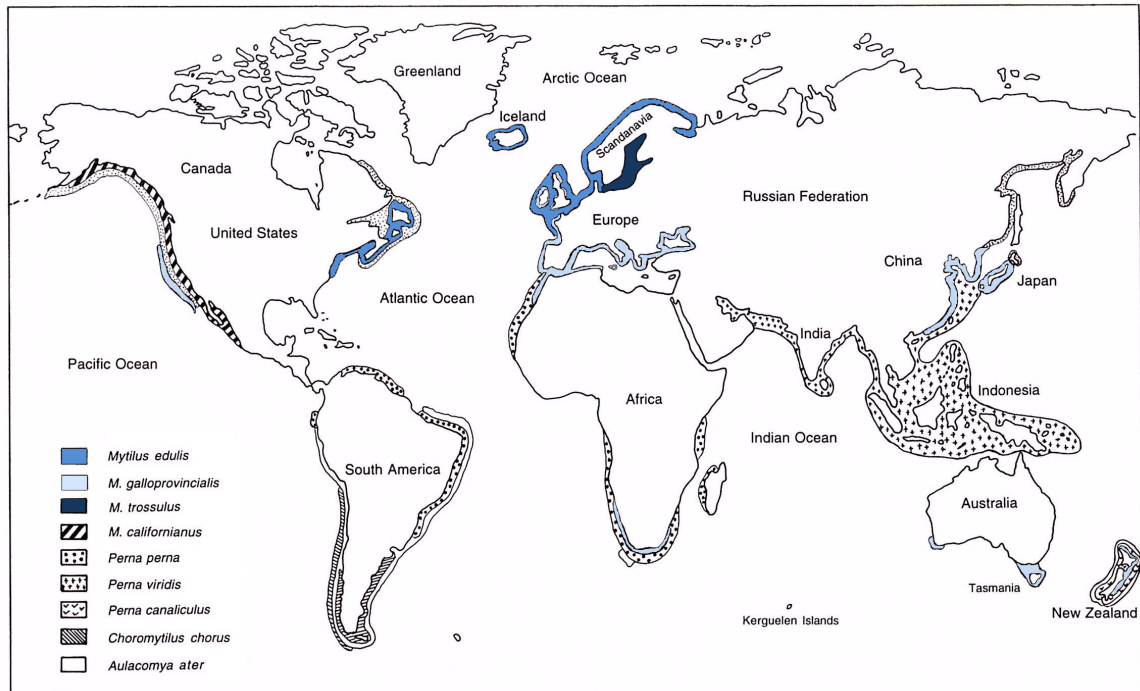 Greenland
Arctic Ocean
Iceland
Scandanavia
Canada
Russian Federation
United States
Europe
China
Japan
Atlantic Ocean
India
Pacific Ocean
Indonesia
Africa
Indian Ocean
South America
Australia
Tasmania
New Zealand
Kerguelen Islands
Mytilus edulis
M. galloprovincialis
M. trossulus
M. californianus
Perna perna
Perna viridis
Perna canaliculus
Choromytilus chorus
Aulacomya ater